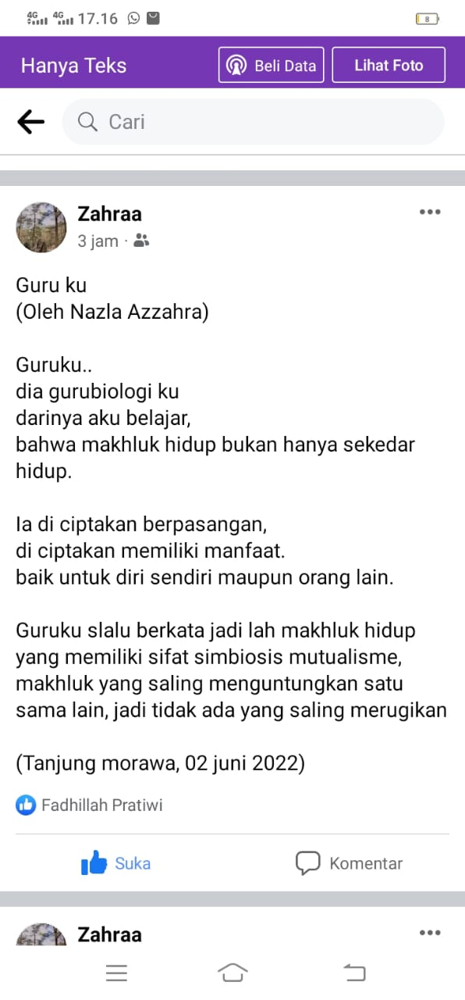 4G 4G 17.16 8
Hanya Teks Beli Data Lihat Foto
Cari
Zahraa
3 jam ·
Guru ku
(Oleh Nazla Azzahra)
Guruku..
dia gurubiologi ku
darinya aku belajar,
bahwa makhluk hidup bukan hanya sekedar
hidup.
Ia di ciptakan berpasangan,
di ciptakan memiliki manfaat.
baik untuk diri sendiri maupun orang lain.
Guruku slalu berkata jadi lah makhluk hidup
yang memiliki sifat simbiosis mutualisme,
makhluk yang saling menguntungkan satu
sama lain, jadi tidak ada yang saling merugikan
(Tanjung morawa, 02 juni 2022)
Fadhillah Pratiwi
Suka Komentar
Zahraa